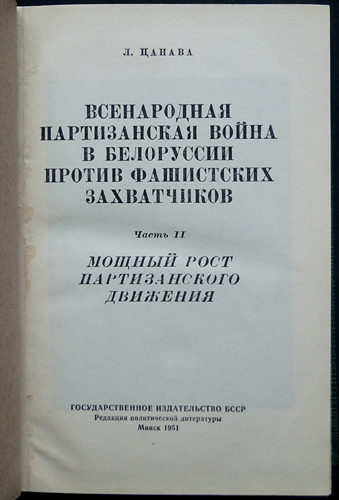 Л. ЦАНАВА
ВСЕНАРОДНАЯ
ПАРТИЗАНСКАЯ ВОЙНА
В БЕЛОРУССИИ
ПРОТИВ ФАШИСТСКИХ
ЗАХВАТЧИКОВ
Часть II
МОЩНЫЙ РОСТ
ПАРТИЗАНСКОГО
ДВИЖЕНИЯ
ГОСУДАРСТВЕННОЕ ИЗДАТЕЛЬСТВО БССР
Редакция политической литературы
Минск 1951